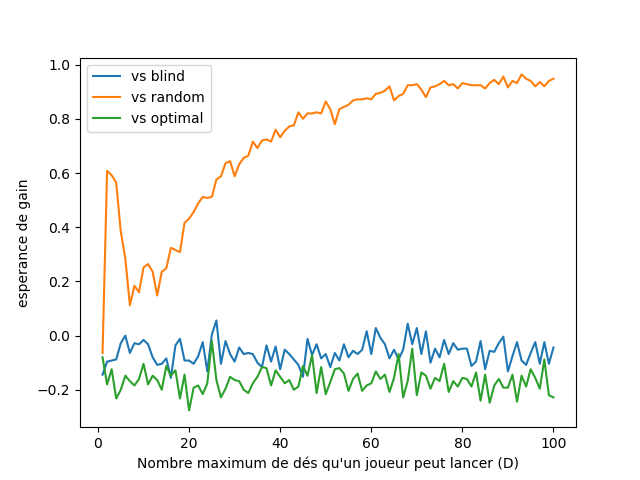 vs blind
vs random
vs optimal
1.0
0.8
0.6
0.4
0.2
0.0
−0.2
esperance de gain
0 20 40 60 80 100
Nombre maximum de dés qu'un joueur peut lancer (D)